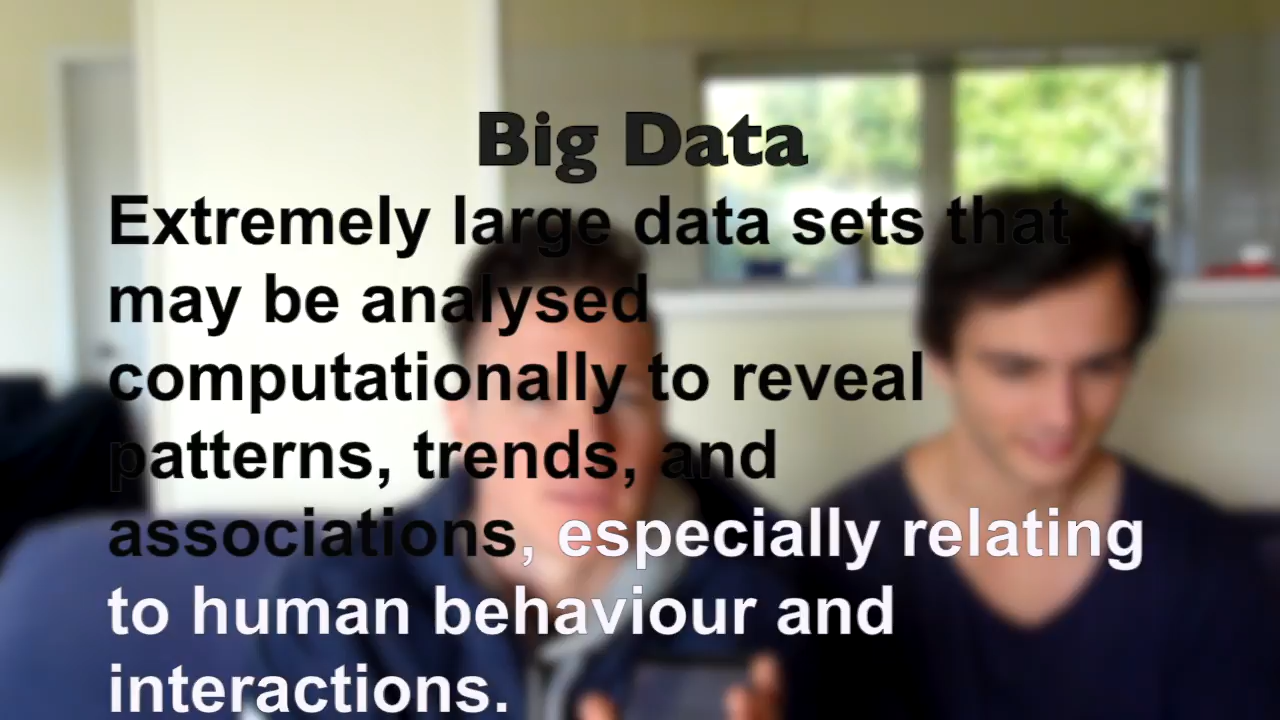 Big Data
Extremely large data sets that
may be analysed
computationally to reveal
patterns, trends, and
associations, especially relating
to human behaviour and
interactions.